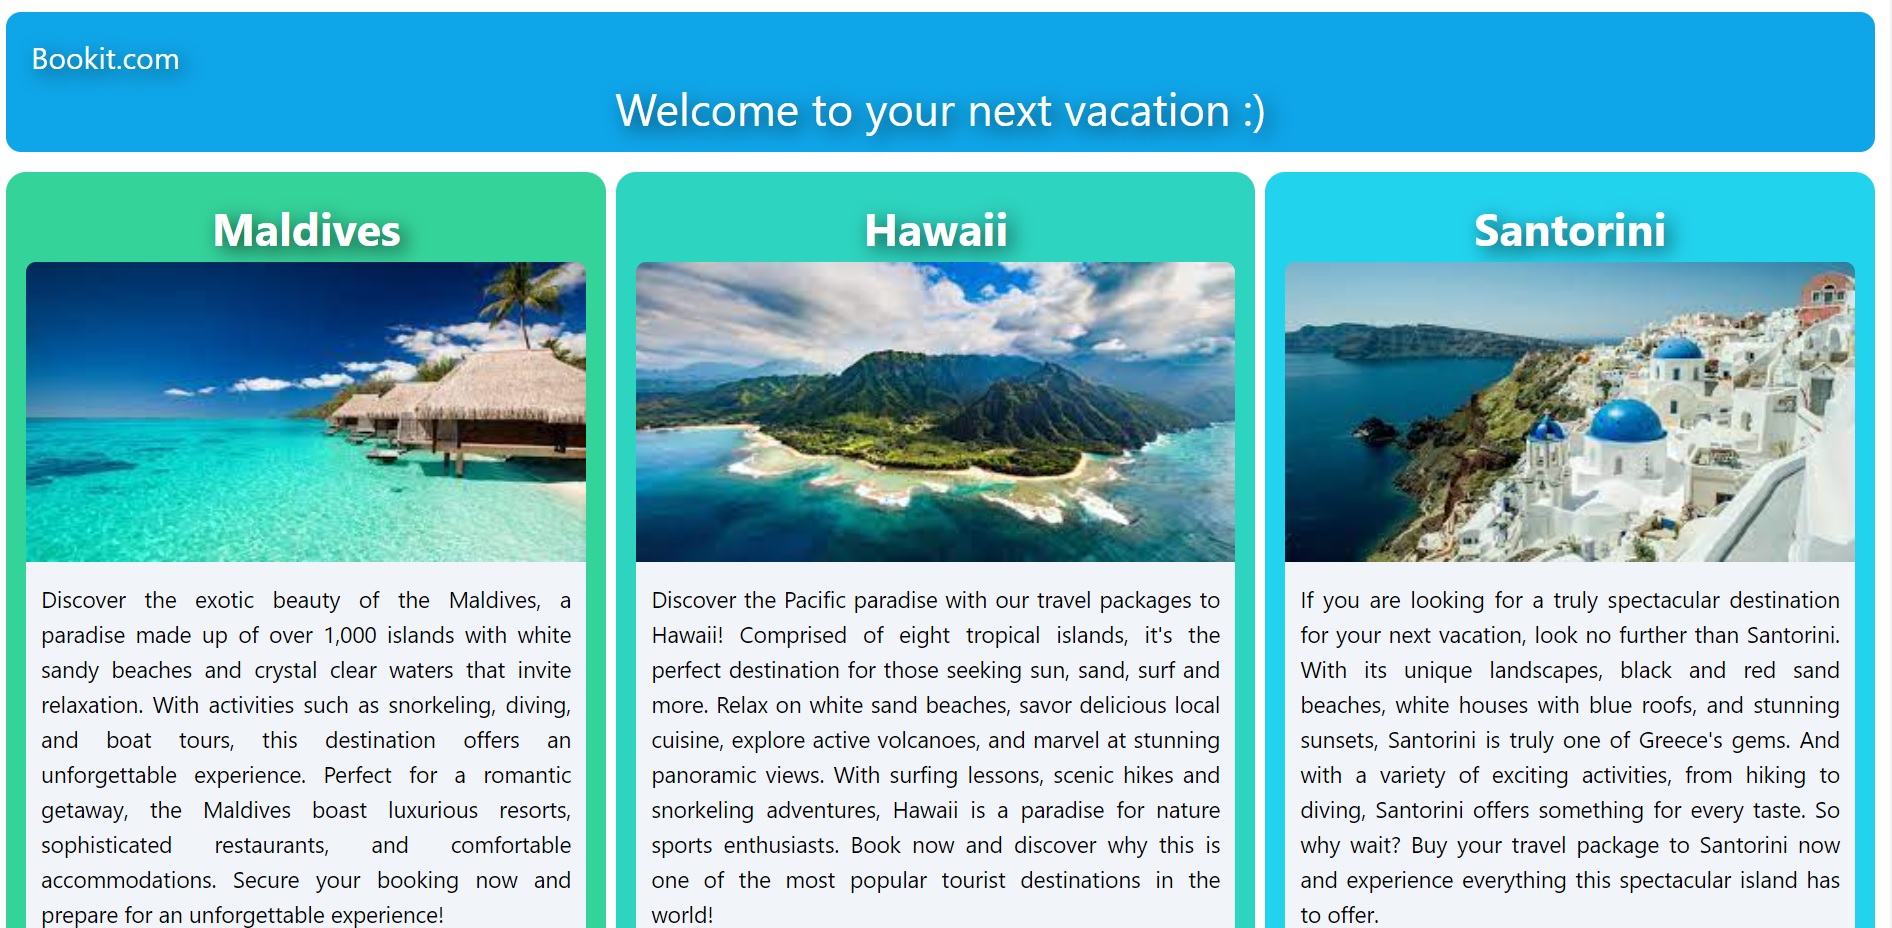 Bookit.com
Welcome to your next vacation :)
Maldives
Discover the exotic beauty of the Maldives, a
paradise made up of over 1,000 islands with white
sandy beaches and crystal clear waters that invite
relaxation. With activities such as snorkeling, diving,
and boat tours, this destination offers an
unforgettable experience. Perfect for a romantic
getaway, the Maldives boast luxurious resorts,
sophisticated restaurants, and comfortable
accommodations. Secure your booking now and
prepare for an unforgettable experience!
Hawaii
Discover the Pacific paradise with our travel packages to
Hawaii! Comprised of eight tropical islands, it's the
perfect destination for those seeking sun, sand, surf and
more. Relax on white sand beaches, savor delicious local
cuisine, explore active volcanoes, and marvel at stunning
panoramic views. With surfing lessons, scenic hikes and
snorkeling adventures, Hawaii is a paradise for nature
sports enthusiasts. Book now and discover why this is
one of the most popular tourist destinations in the
world!
Santorini
If you are looking for a truly spectacular destination
for your next vacation, look no further than Santorini.
With its unique landscapes, black and red sand
beaches, white houses with blue roofs, and stunning
sunsets, Santorini is truly one of Greece's gems. And
with a variety of exciting activities, from hiking to
diving, Santorini offers something for every taste. So
why wait? Buy your travel package to Santorini now
and experience everything this spectacular island has
to offer.